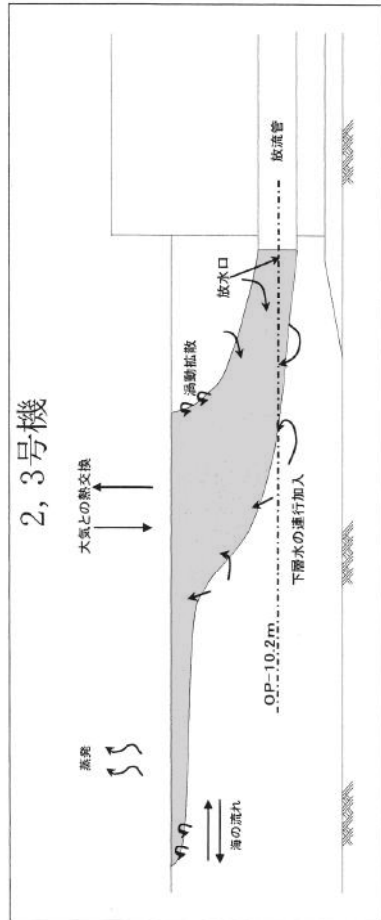 2，3号機
大気との熱交換
蒸発
渦動拡散
放水口
放流管
下層水の連行加入
OP-10.2m
海の流れ